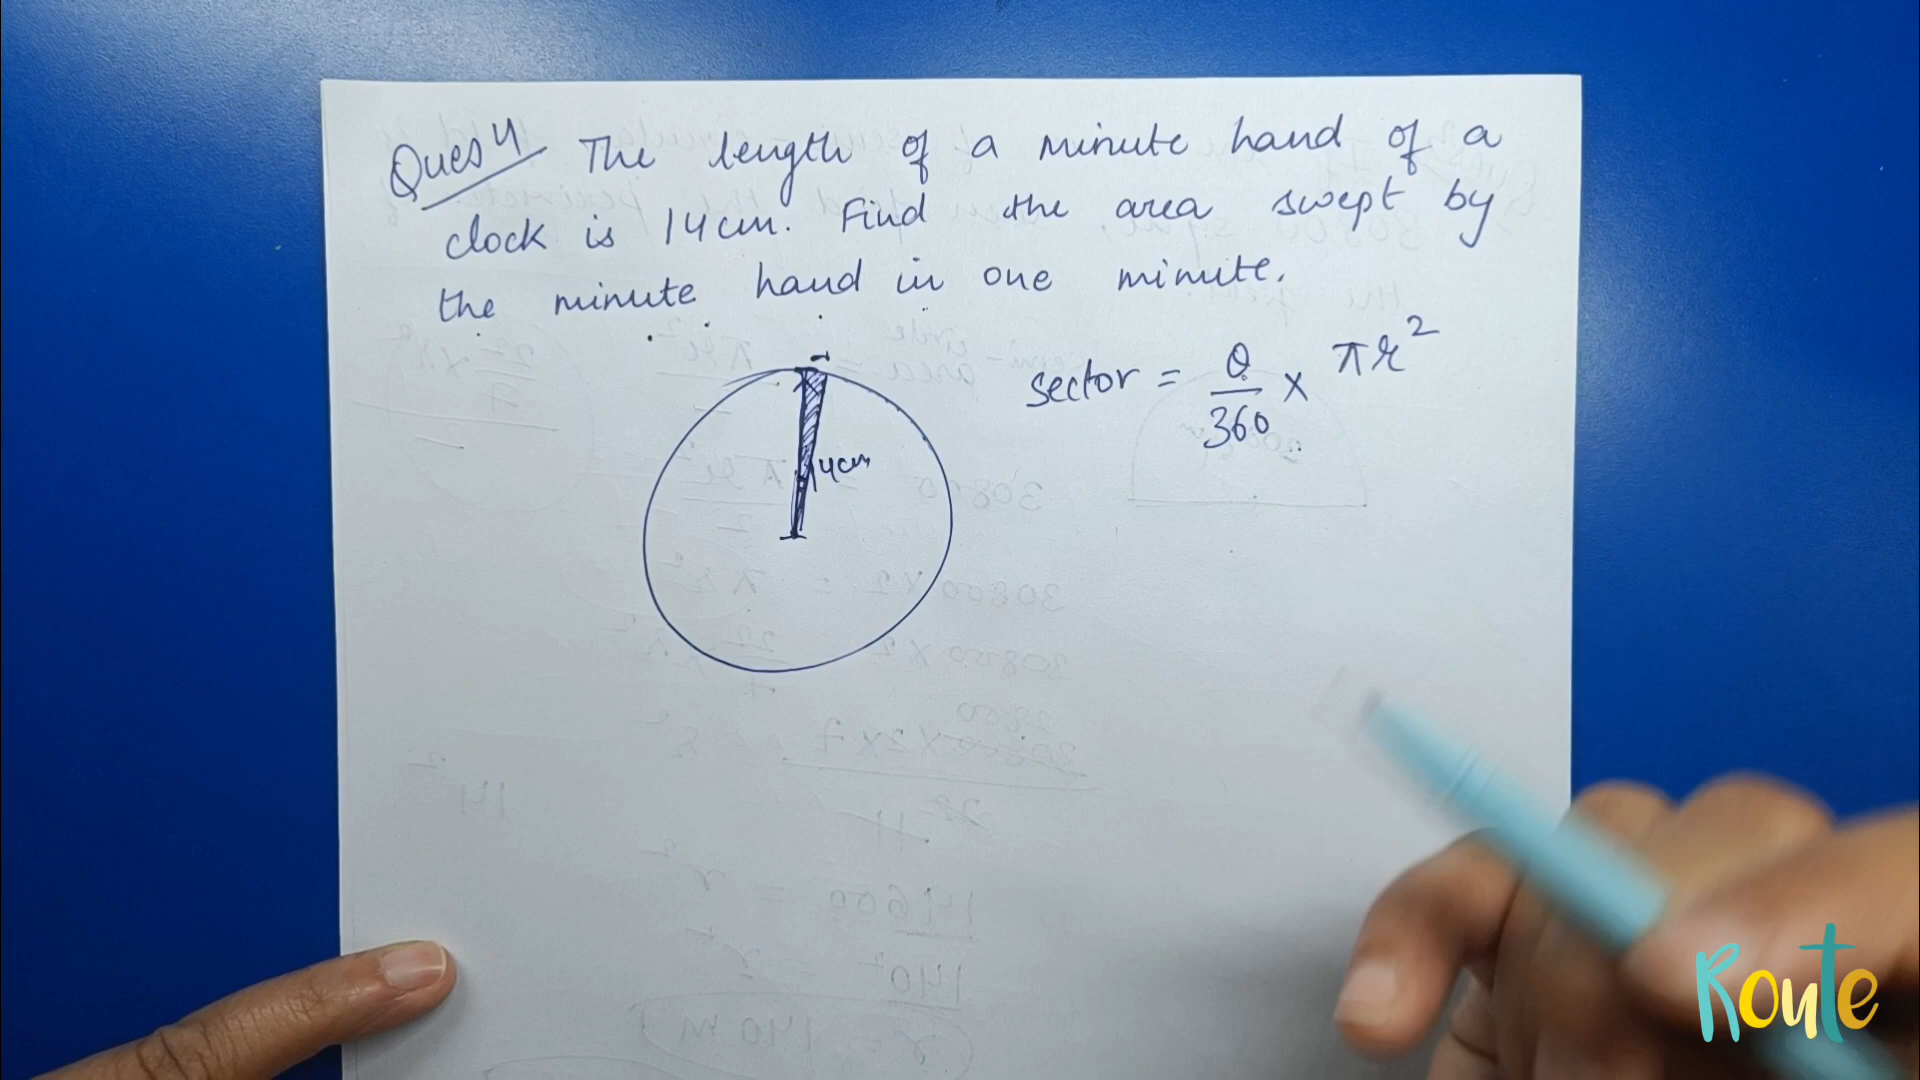 Ques 4 The length of a minute hand of a
clock is 14cm. Find the area swept by
the minute hand in one minute.
sector = θ/360 × πr²
14cm
Route